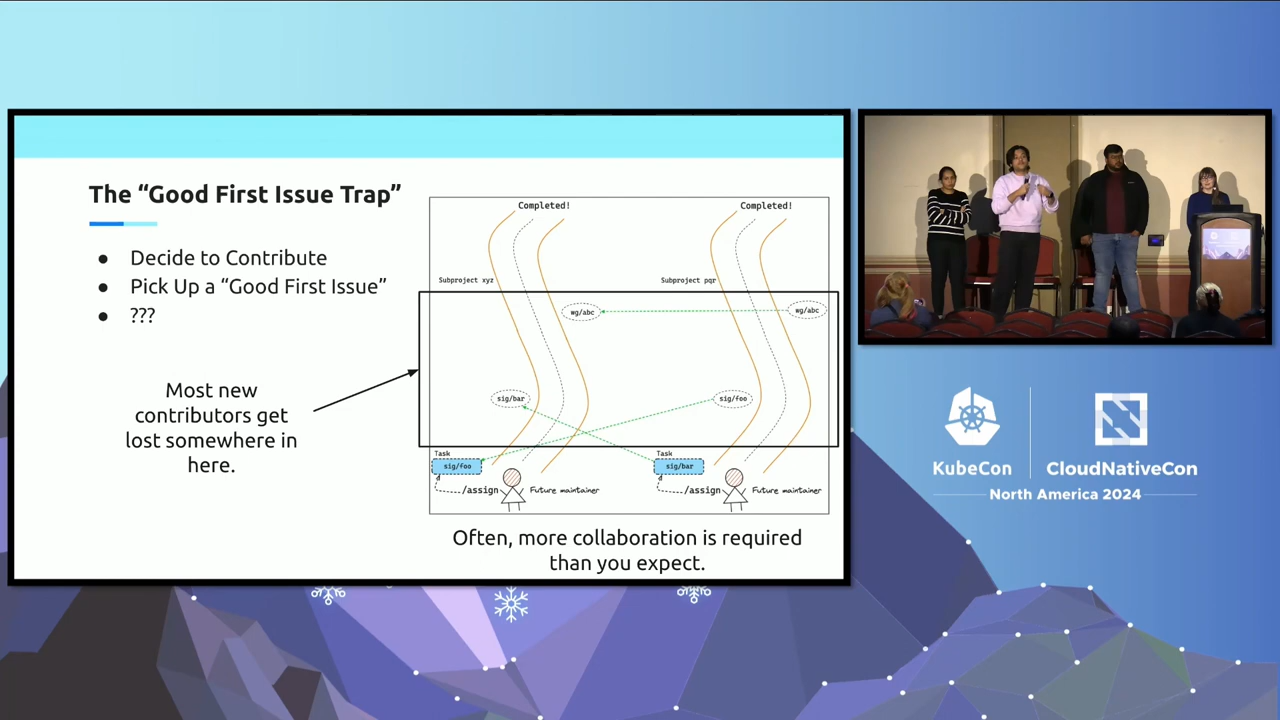 The “Good First Issue Trap”
Decide to Contribute
Pick Up a “Good First Issue”
???
Most new
contributors get
lost somewhere in
here.
Completed!
Completed!
Subproject xyz
Subproject pqr
wg/abc
wg/abc
sig/bar
sig/foo
Task
sig/foo
/assign
Future maintainer
Task
sig/bar
/assign
Future maintainer
Often, more collaboration is required
than you expect.
KubeCon
CloudNativeCon
North America 2024